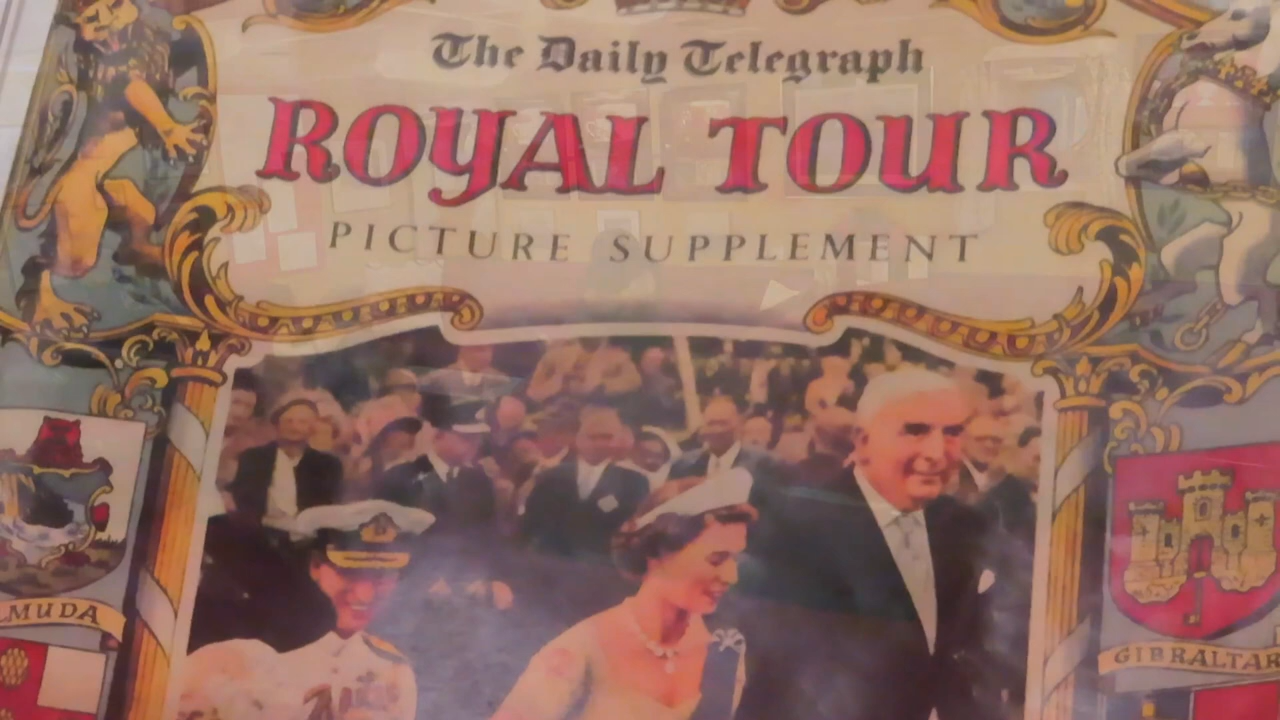 The Daily Telegraph
ROYAL TOUR
PICTURE SUPPLEMENT
MUDA
GIBRALTAR